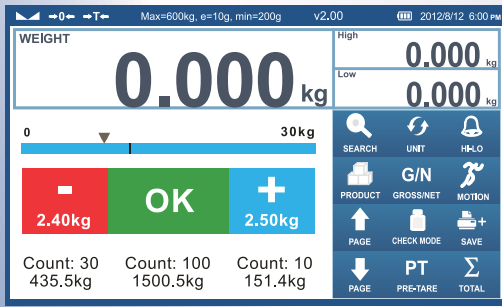 →0← →T← Max=600kg, e=10g, min=200g v2.00 2012/8/12 6:00 PM
WEIGHT
0.000 kg
High
0.000 kg
Low
0.000 kg
0 30kg
- OK +
2.40kg 2.50kg
Count: 30 Count: 100 Count: 10
435.5kg 1500.5kg 151.4kg
SEARCH UNIT HI-LO
G/N
PRODUCT GROSS/NET MOTION
PAGE CHECK MODE SAVE
PT Σ
PAGE PRE-TARE TOTAL